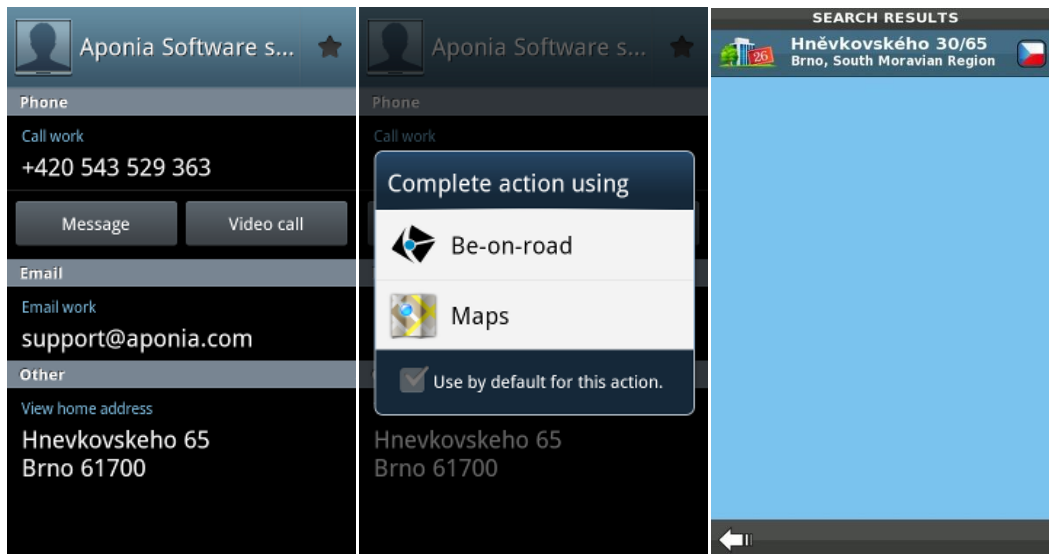 Aponia Software s...
Phone
Call work
+420 543 529 363
Message
Video call
Email
Email work
support@aponia.com
Other
View home address
Hnevkovskeho 65
Brno 61700
Aponia Software s...
Phone
Call work
Complete action using
Be-on-road
Maps
Use by default for this action.
Hnevkovskeho 65
Brno 61700
SEARCH RESULTS
26
Hněvkovského 30/65
Brno, South Moravian Region